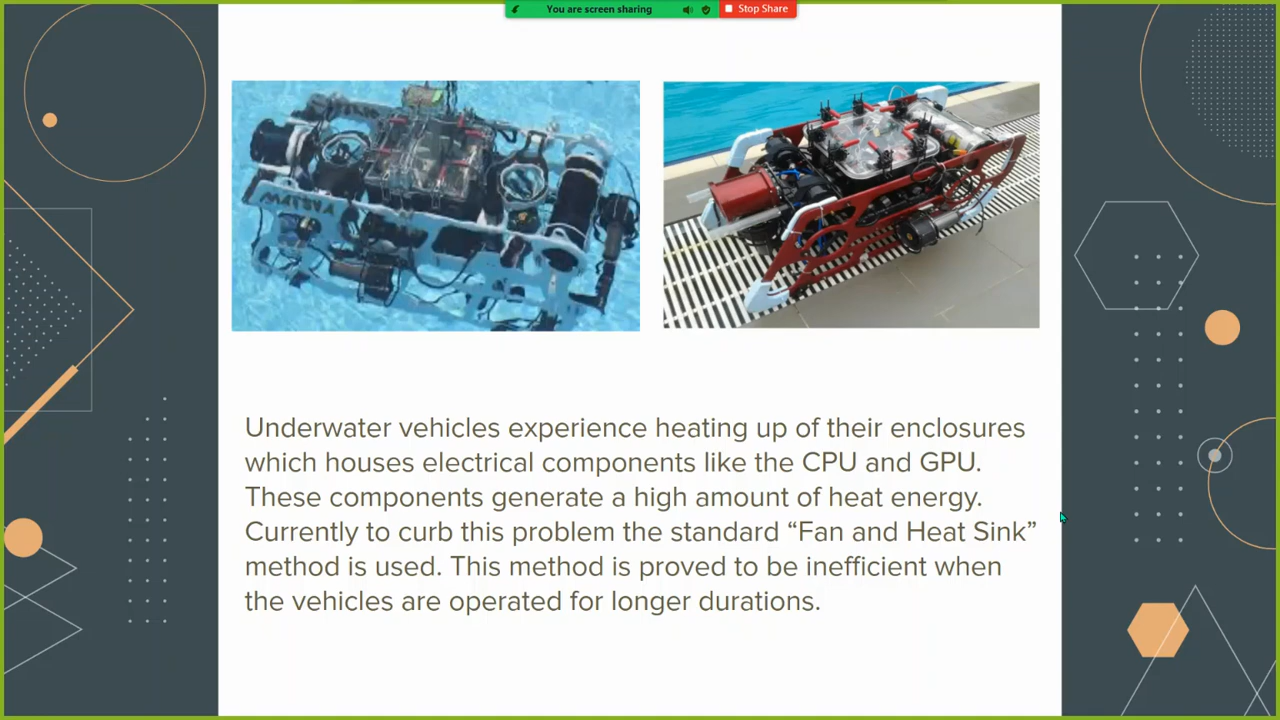 You are screen sharing
Stop Share
Underwater vehicles experience heating up of their enclosures
which houses electrical components like the CPU and GPU.
These components generate a high amount of heat energy.
Currently to curb this problem the standard “Fan and Heat Sink”
method is used. This method is proved to be inefficient when
the vehicles are operated for longer durations.